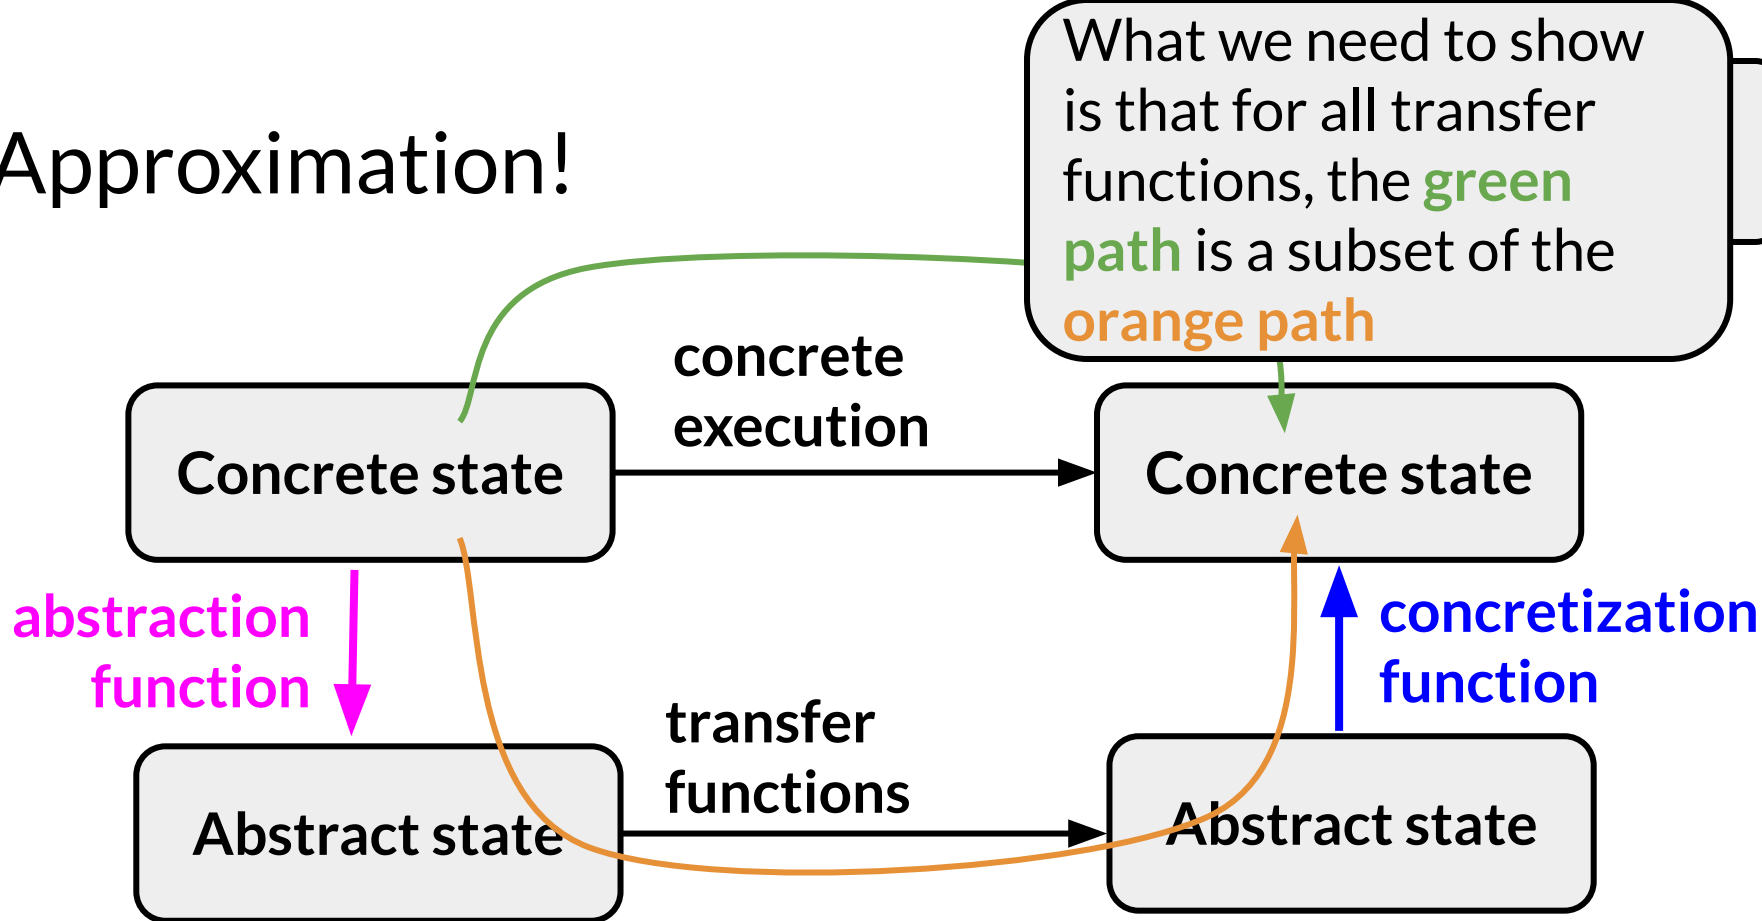 What we need to show
is that for all transfer
functions, the green
path is a subset of the
orange path
Approximation!
concrete
execution
Concrete state
Concrete state
abstraction
function
concretization
function
transfer
functions
Abstract state
Abstract state